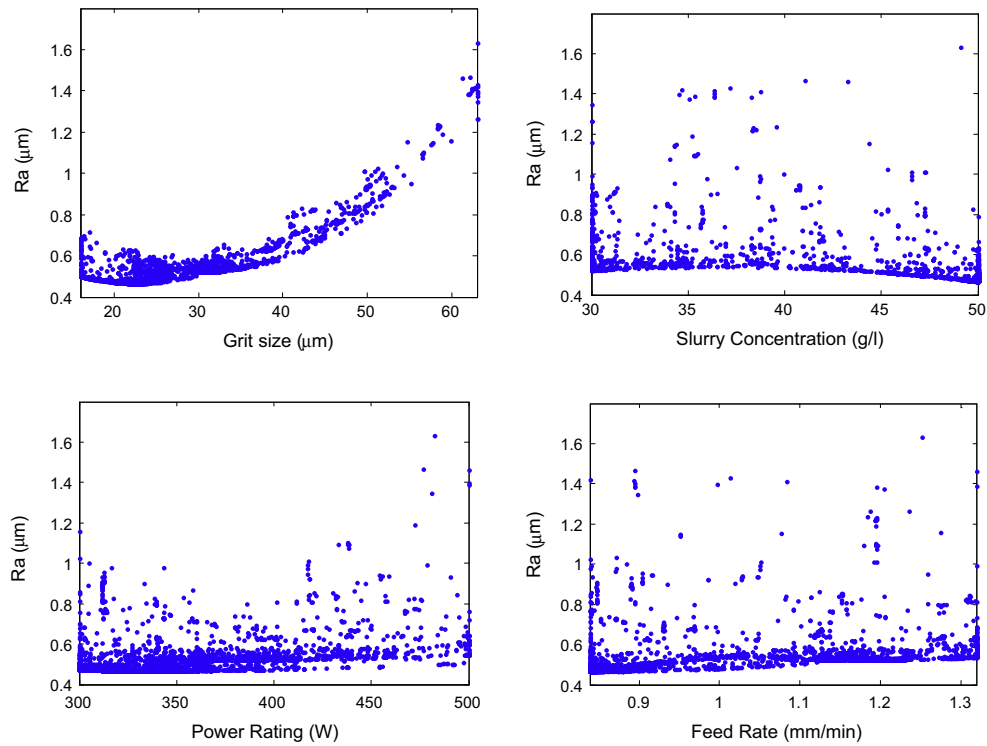 1.6
1.4
1.2
1
0.8
0.6
0.4
Ra (μm)
20 30 40 50 60
Grit size (μm)
1.6
1.4
1.2
1
0.8
0.6
0.4
Ra (μm)
30 35 40 45 50
Slurry Concentration (g/l)
1.6
1.4
1.2
1
0.8
0.6
0.4
Ra (μm)
300 350 400 450 500
Power Rating (W)
1.6
1.4
1.2
1
0.8
0.6
0.4
Ra (μm)
0.9 1 1.1 1.2 1.3
Feed Rate (mm/min)